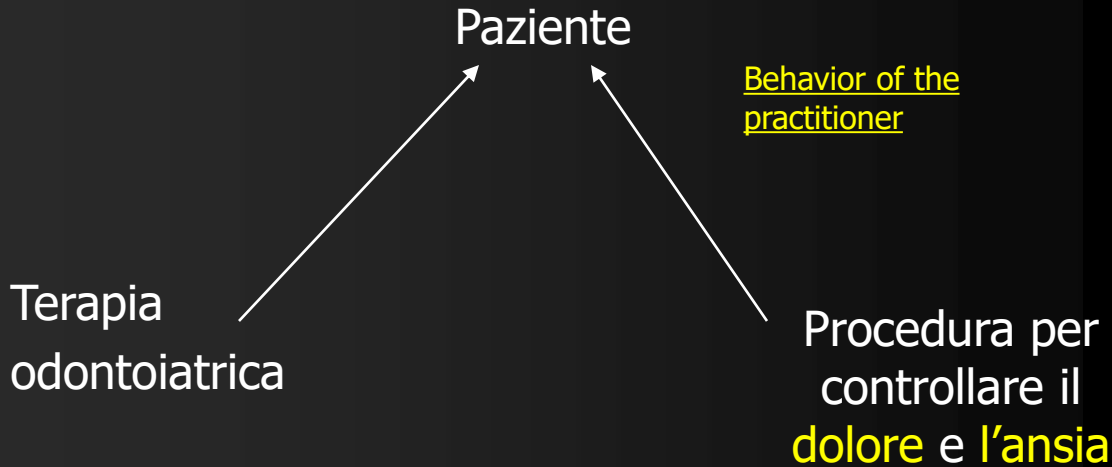 Paziente
Behavior of the
practitioner
Terapia
odontoiatrica
Procedura per
controllare il
dolore e l'ansia